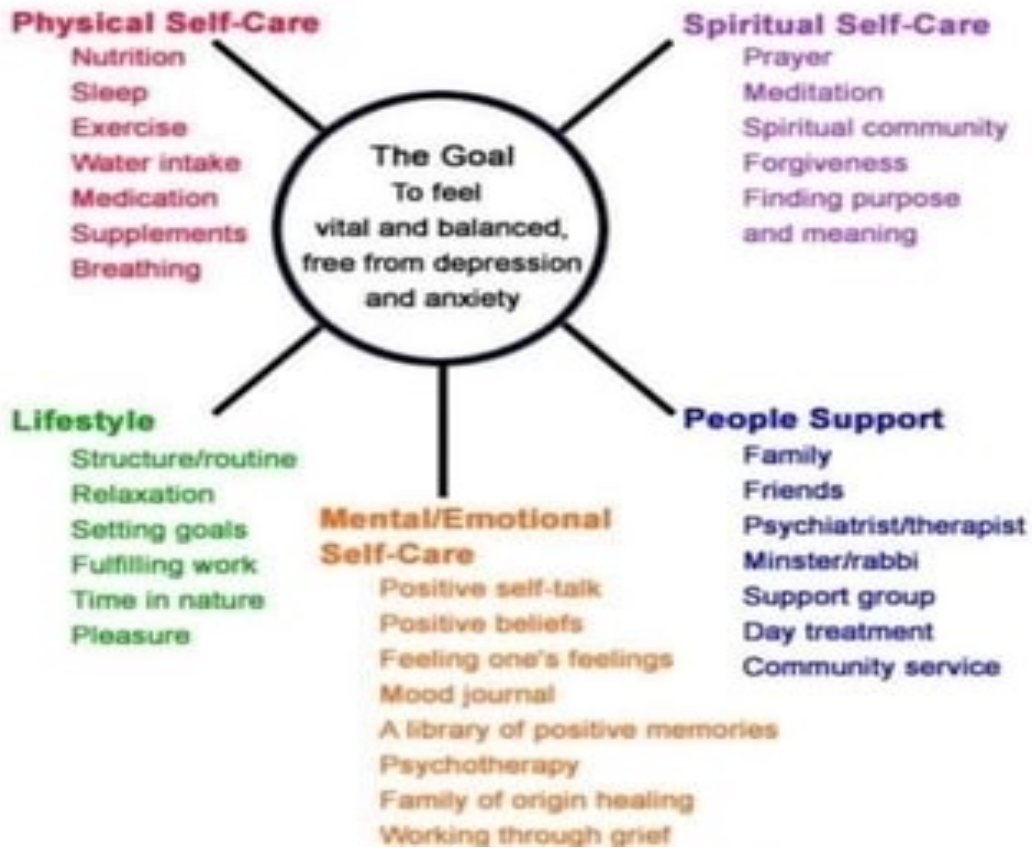 Physical Self-Care
Nutrition
Sleep
Exercise
Water intake
Medication
Supplements
Breathing
Spiritual Self-Care
Prayer
Meditation
Spiritual community
Forgiveness
Finding purpose
and meaning
The Goal
To feel
vital and balanced,
free from depression
and anxiety
Lifestyle
Structure/routine
Relaxation
Setting goals
Fulfilling work
Time in nature
Pleasure
Mental/Emotional
Self-Care
Positive self-talk
Positive beliefs
Feeling one's feelings
Mood journal
A library of positive memories
Psychotherapy
Family of origin healing
Working through grief
People Support
Family
Friends
Psychiatrist/therapist
Minster/rabbi
Support group
Day treatment
Community service